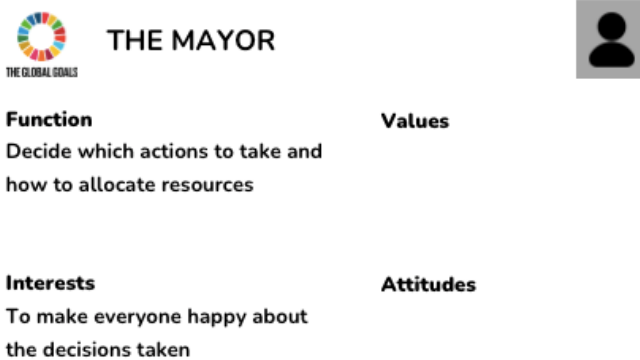 THE GLOBAL GOALS
THE MAYOR
Function
Decide which actions to take and
how to allocate resources
Values
Interests
To make everyone happy about
the decisions taken
Attitudes